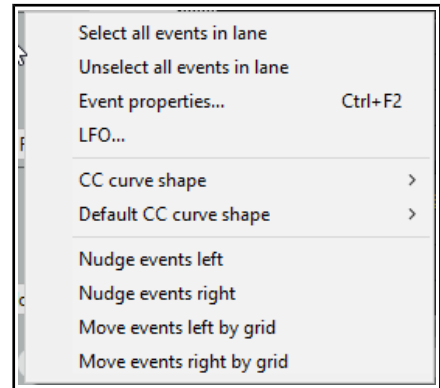 Select all events in lane
Unselect all events in lane
Event properties... Ctrl+F2
LFO...
CC curve shape >
Default CC curve shape >
Nudge events left
Nudge events right
Move events left by grid
Move events right by grid